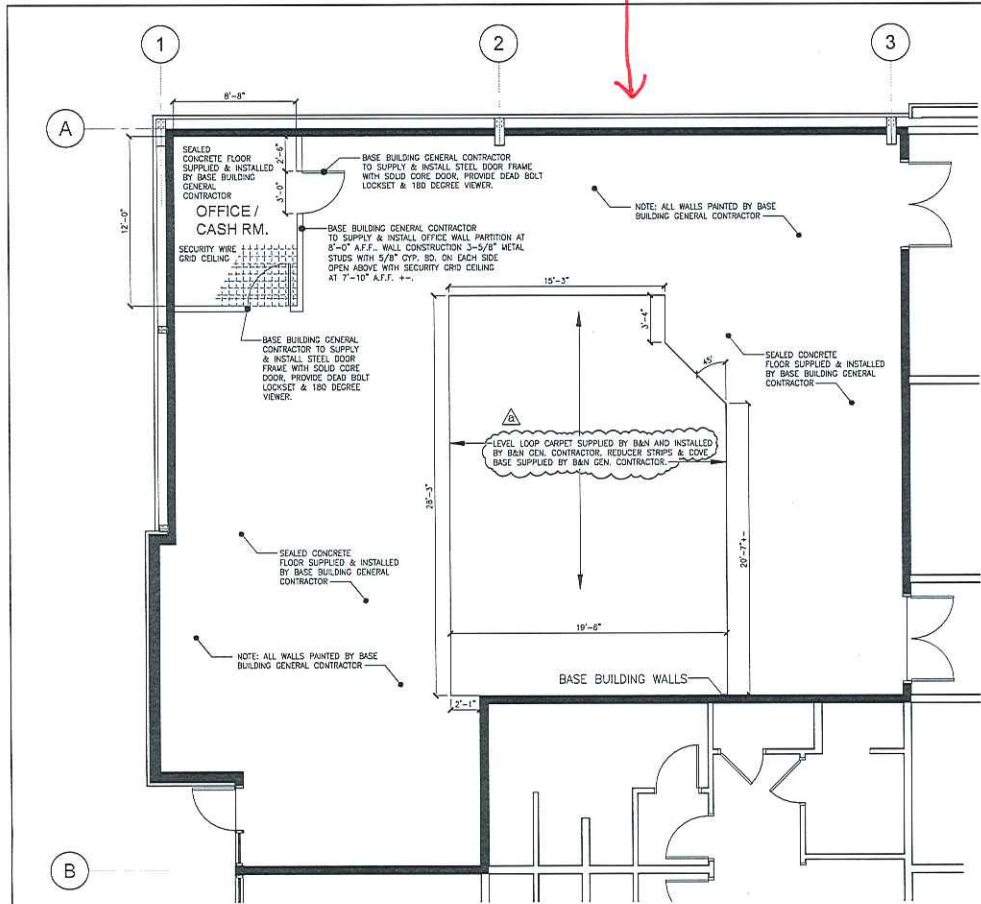 1
2
3
A
8'-8"
SEALED
CONCRETE FLOOR
SUPPLIED & INSTALLED
BY BASE BUILDING
GENERAL
CONTRACTOR
OFFICE/
CASH RM.
SECURITY WIRE
GRID CEILING
12'-0"
2'-6"
3'-0"
BASE BUILDING GENERAL CONTRACTOR
TO SUPPLY & INSTALL STEEL DOOR FRAME
WITH SOLID CORE DOOR, PROVIDE DEAD BOLT
LOCKSET & 180 DEGREE VIEWER.
NOTE: ALL WALLS PAINTED BY BASE
BUILDING GENERAL CONTRACTOR
BASE BUILDING GENERAL CONTRACTOR
TO SUPPLY & INSTALL OFFICE WALL PARTITION AT
8'-0" A.F.F.. WALL CONSTRUCTION 3-5/8" METAL
STUDS WITH 5/8" GYP. BD. ON EACH SIDE
OPEN ABOVE WITH SECURITY GRID CEILING
AT 7'-10" A.F.F. +-.
15'-3"
3'-4"
45°
BASE BUILDING GENERAL
CONTRACTOR TO SUPPLY
& INSTALL STEEL DOOR
FRAME WITH SOLID CORE
DOOR, PROVIDE DEAD BOLT
LOCKSET & 180 DEGREE
VIEWER.
SEALED CONCRETE
FLOOR SUPPLIED & INSTALLED
BY BASE BUILDING GENERAL
CONTRACTOR
a
LEVEL LOOP CARPET SUPPLIED BY B&N AND INSTALLED
BY B&N GEN. CONTRACTOR, REDUCER STRIPS & COVE
BASE SUPPLIED BY B&N GEN. CONTRACTOR.
28'-3"
20'-7"+-
SEALED CONCRETE
FLOOR SUPPLIED & INSTALLED
BY BASE BUILDING GENERAL
CONTRACTOR
19'-6"
NOTE: ALL WALLS PAINTED BY BASE
BUILDING GENERAL CONTRACTOR
BASE BUILDING WALLS
2'-1"
B